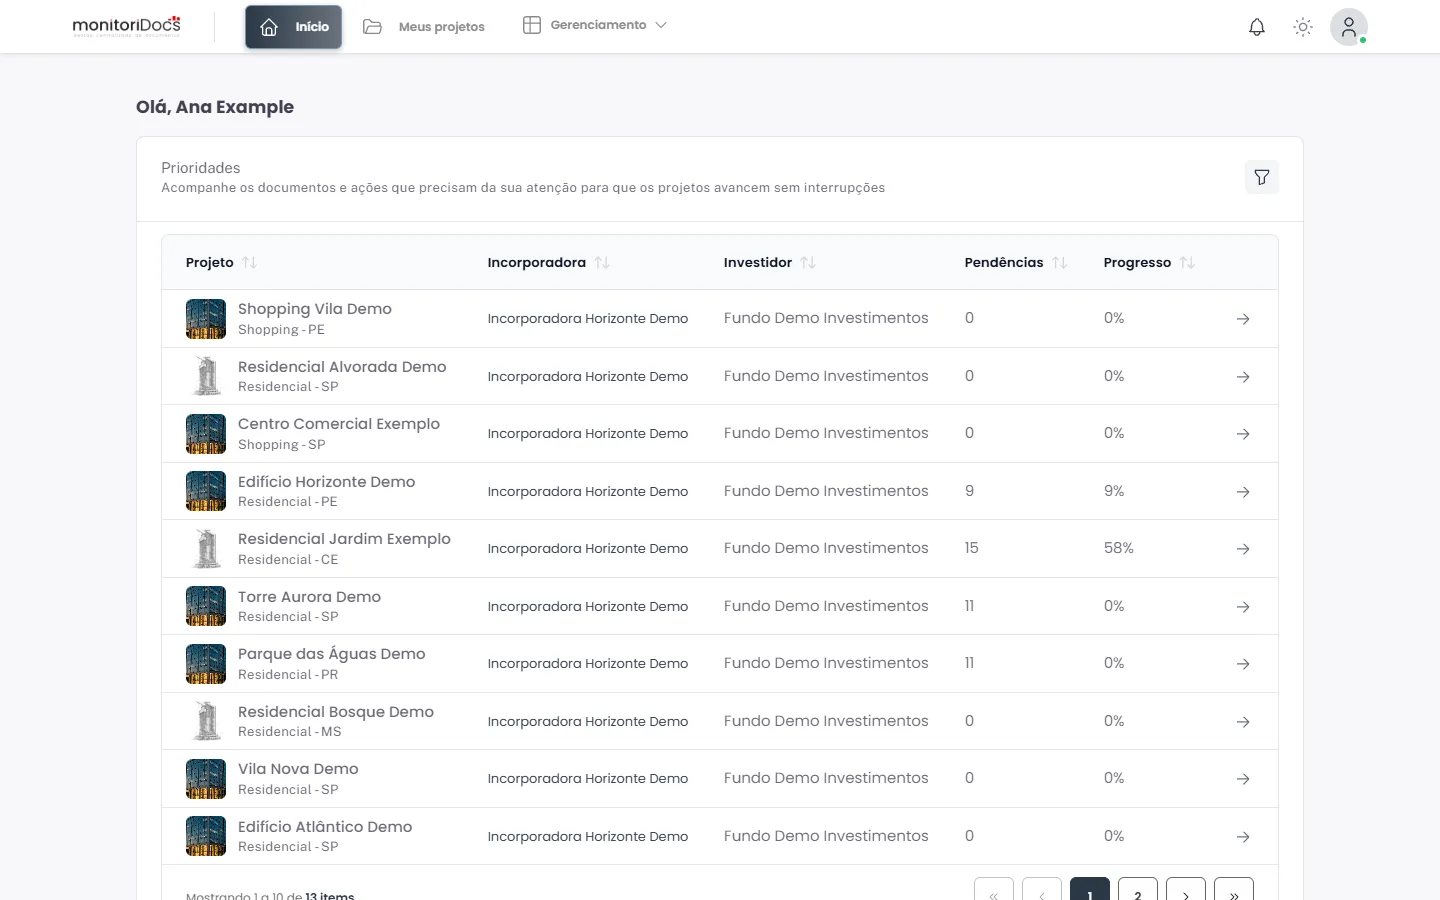 monitoriDocs
Início
Meus projetos
Gerenciamento
Olá, Ana Example
Prioridades
Acompanhe os documentos e ações que precisam da sua atenção para que os projetos avancem sem interrupções
Projeto Incorporadora Investidor Pendências Progresso
Shopping Vila Demo
Shopping - PE
Incorporadora Horizonte Demo Fundo Demo Investimentos 0 0%
Residencial Alvorada Demo
Residencial - SP
Incorporadora Horizonte Demo Fundo Demo Investimentos 0 0%
Centro Comercial Exemplo
Shopping - SP
Incorporadora Horizonte Demo Fundo Demo Investimentos 0 0%
Edifício Horizonte Demo
Residencial - PE
Incorporadora Horizonte Demo Fundo Demo Investimentos 9 9%
Residencial Jardim Exemplo
Residencial - CE
Incorporadora Horizonte Demo Fundo Demo Investimentos 15 58%
Torre Aurora Demo
Residencial - SP
Incorporadora Horizonte Demo Fundo Demo Investimentos 11 0%
Parque das Águas Demo
Residencial - PR
Incorporadora Horizonte Demo Fundo Demo Investimentos 11 0%
Residencial Bosque Demo
Residencial - MS
Incorporadora Horizonte Demo Fundo Demo Investimentos 0 0%
Vila Nova Demo
Residencial - SP
Incorporadora Horizonte Demo Fundo Demo Investimentos 0 0%
Edifício Atlântico Demo
Residencial - SP
Incorporadora Horizonte Demo Fundo Demo Investimentos 0 0%
Mostrando 1 a 10 de 13 items
« ‹ 1 2 › »